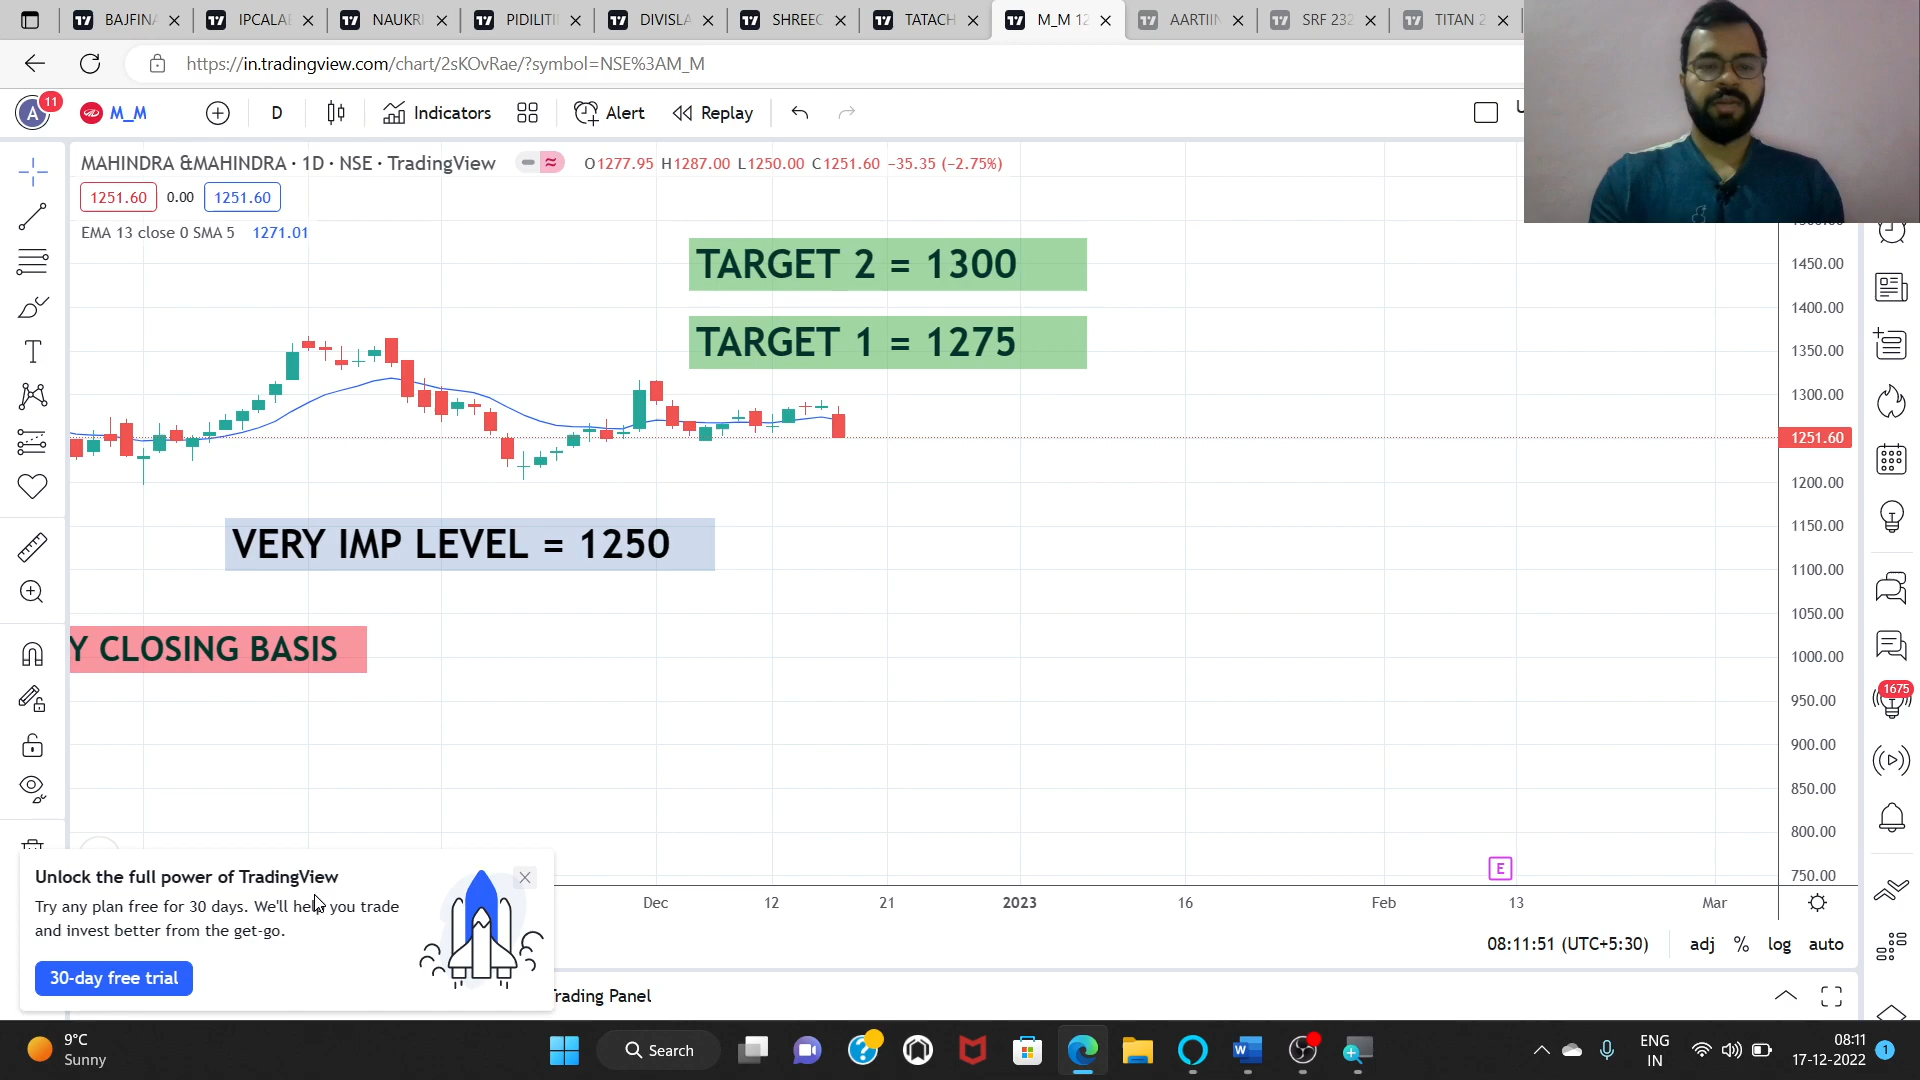 BAJFINA
IPCALAB
NAUKRI
PIDILITIN
DIVISLA
SHREEC
TATACH
M_M 12
AARTIIN
SRF 232
TITAN 2
https://in.tradingview.com/chart/2sKOvRae/?symbol=NSE%3AM_M
A 11 M_M D Indicators Alert Replay
MAHINDRA &MAHINDRA · 1D · NSE · TradingView O1277.95 H1287.00 L1250.00 C1251.60 −35.35 (−2.75%)
1251.60 0.00 1251.60
EMA 13 close 0 SMA 5 1271.01
TARGET 2 = 1300
TARGET 1 = 1275
VERY IMP LEVEL = 1250
Y CLOSING BASIS
1450.00
1400.00
1350.00
1300.00
1251.60
1200.00
1150.00
1100.00
1050.00
1000.00
950.00
900.00
850.00
800.00
750.00
1675
E
Dec 12 21 2023 16 Feb 13 Mar
08:11:51 (UTC+5:30) adj % log auto
Unlock the full power of TradingView
Try any plan free for 30 days. We'll help you trade
and invest better from the get-go.
30-day free trial
Trading Panel
9°C
Sunny
Search
ENG
IN
08:11
17-12-2022
1